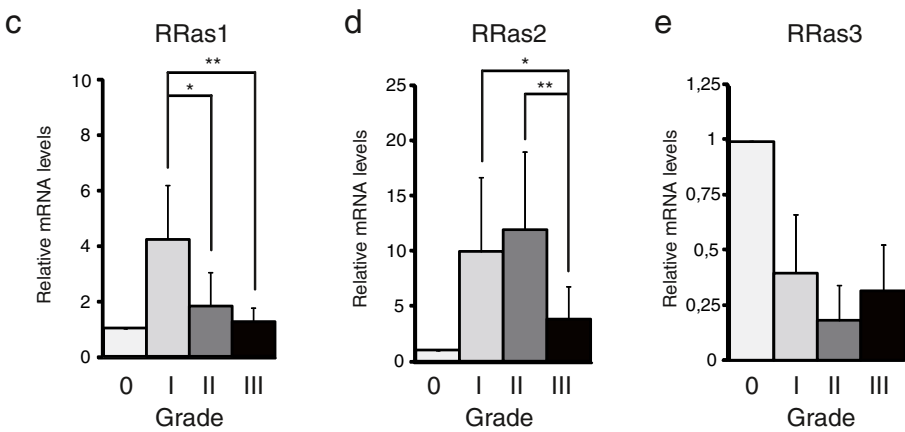 c
RRas1
Relative mRNA levels
10
8
6
4
2
0
**
*
0 I II III
Grade
d
RRas2
Relative mRNA levels
25
20
15
10
5
0
*
**
0 I II III
Grade
e
RRas3
Relative mRNA levels
1,25
1
0,75
0,5
0,25
0
0 I II III
Grade